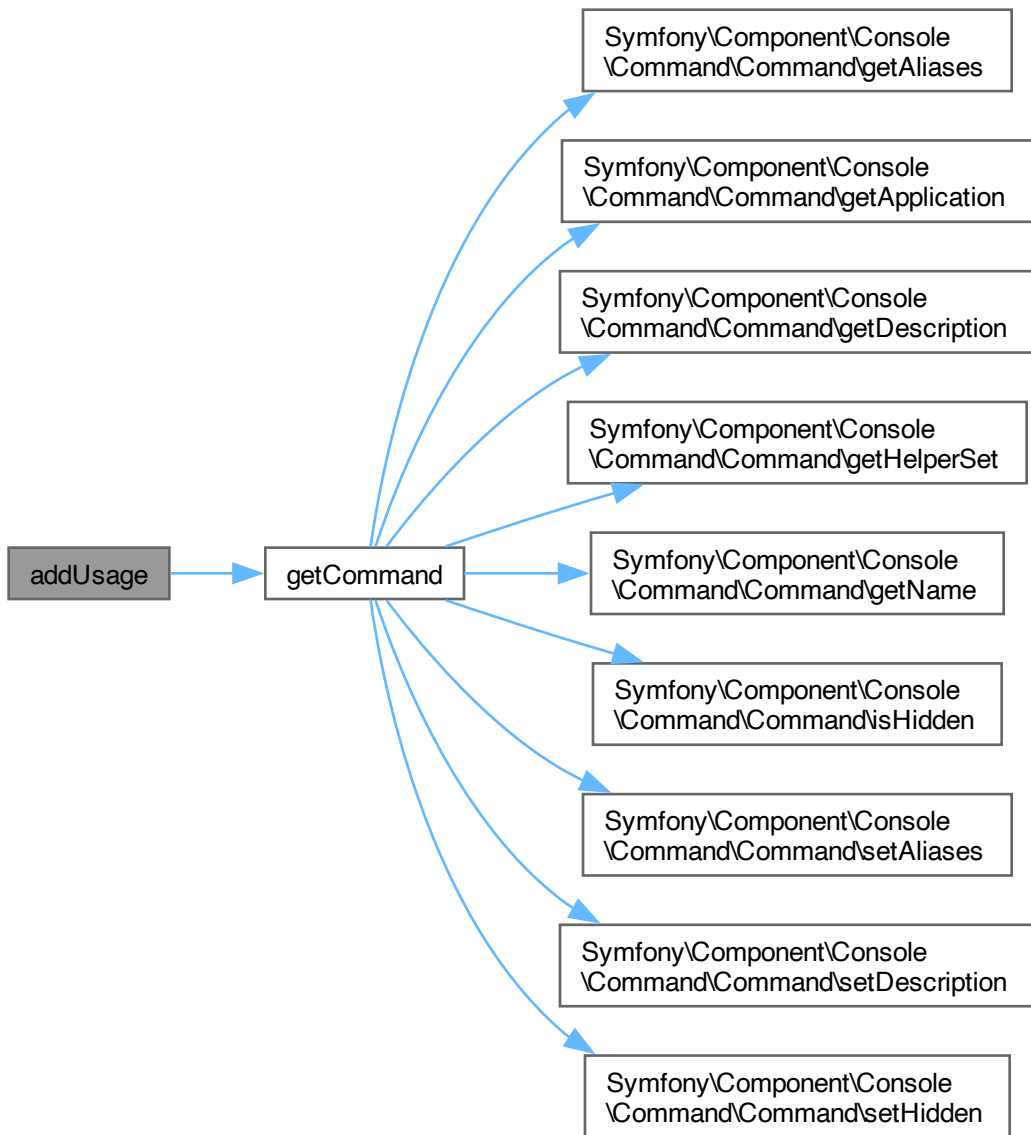 Symfony\Component\Console
\Command\Command\getAliases
Symfony\Component\Console
\Command\Command\getApplication
Symfony\Component\Console
\Command\Command\getDescription
Symfony\Component\Console
\Command\Command\getHelperSet
addUsage
getCommand
Symfony\Component\Console
\Command\Command\getName
Symfony\Component\Console
\Command\Command\isHidden
Symfony\Component\Console
\Command\Command\setAliases
Symfony\Component\Console
\Command\Command\setDescription
Symfony\Component\Console
\Command\Command\setHidden